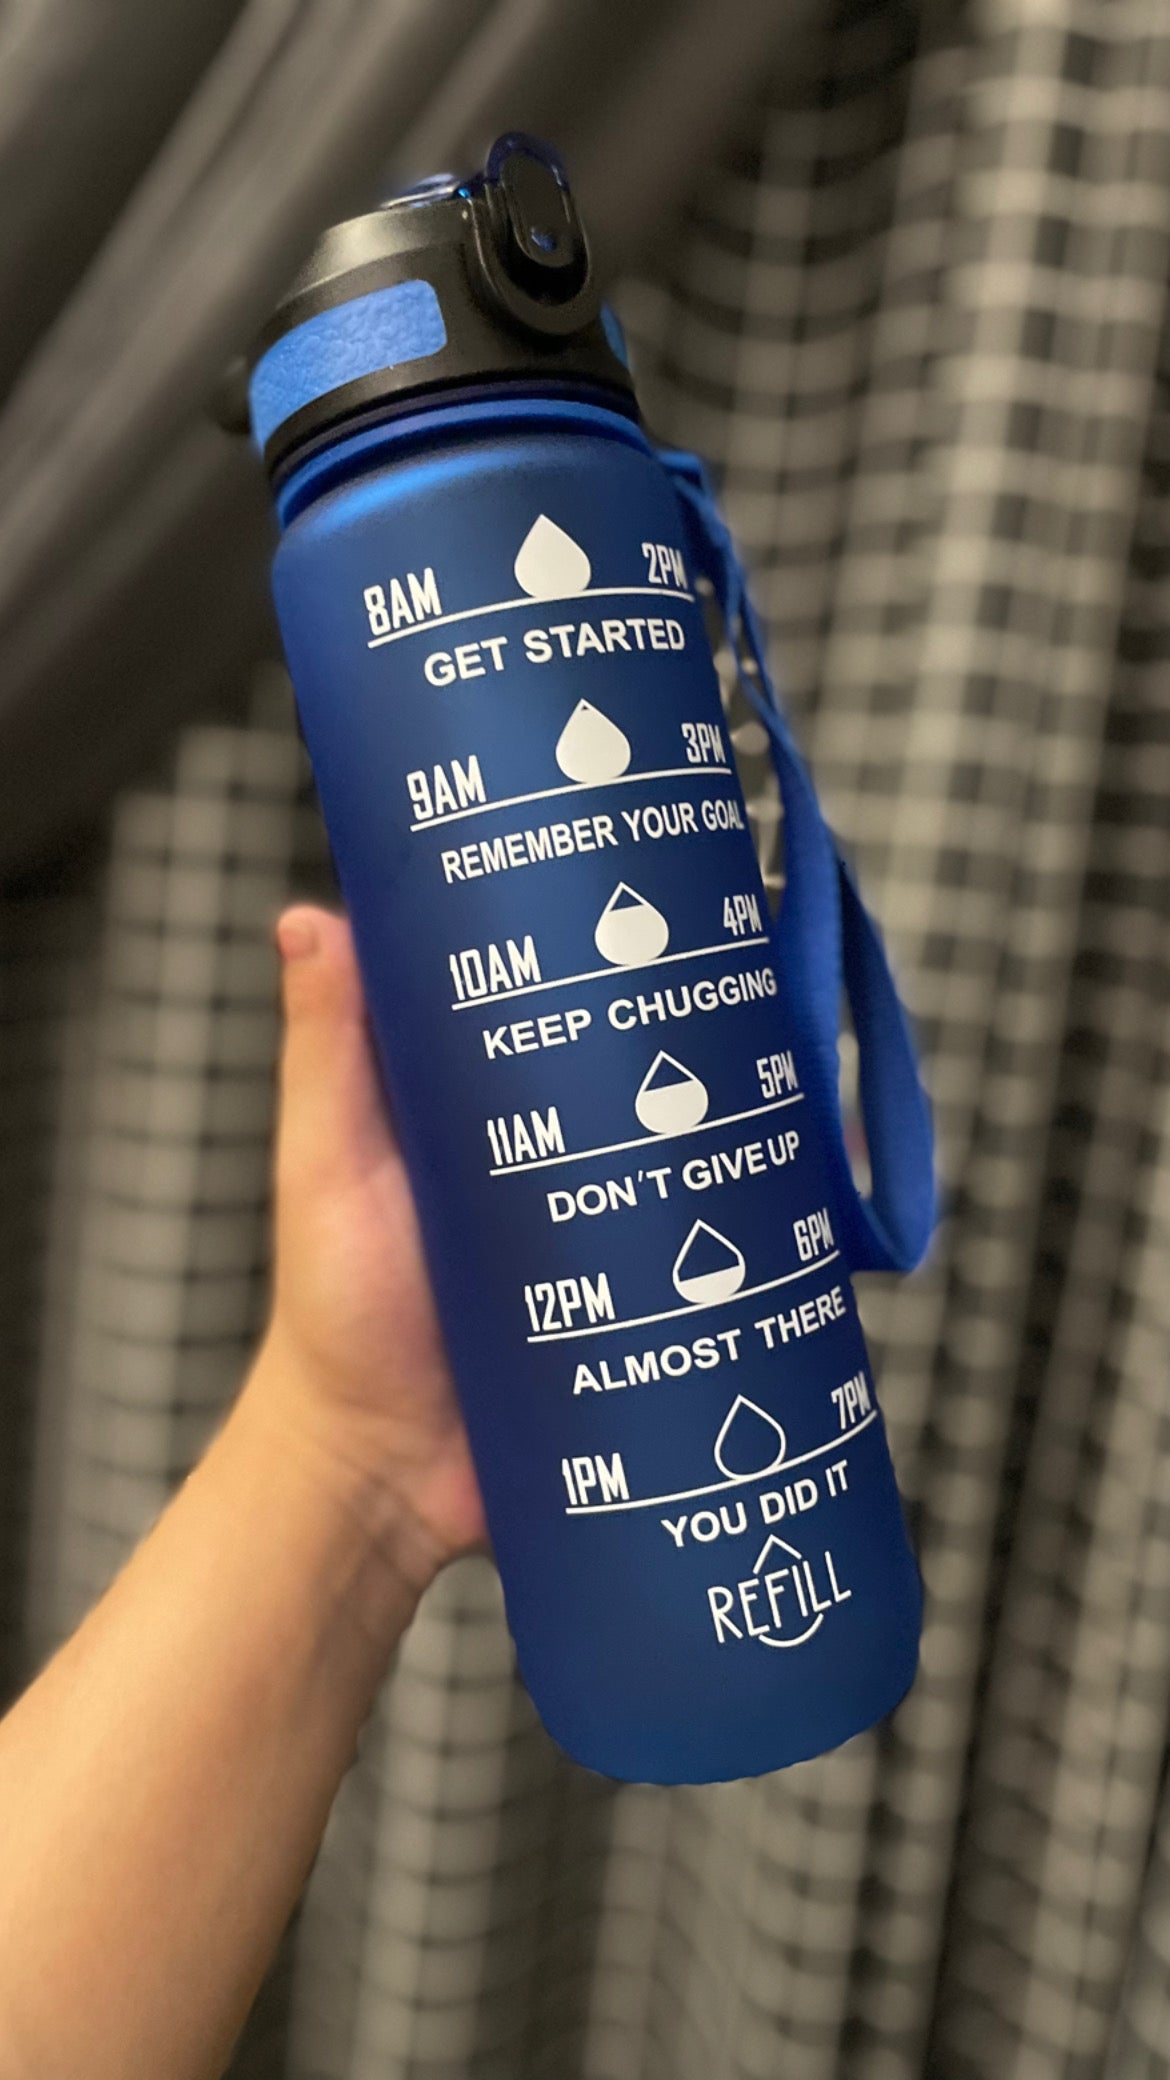 8AM 2PM
GET STARTED
9AM 3PM
REMEMBER YOUR GOAL
10AM 4PM
KEEP CHUGGING
11AM 5PM
DON'T GIVE UP
12PM 6PM
ALMOST THERE
1PM 7PM
YOU DID IT
REFILL